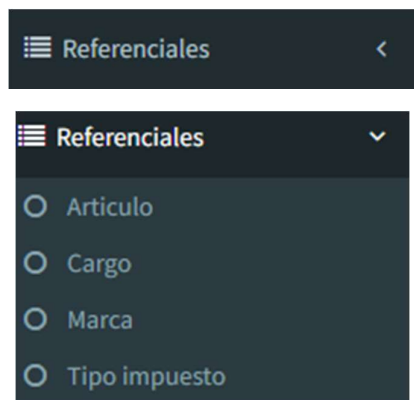 Referenciales
Referenciales
Articulo
Cargo
Marca
Tipo impuesto